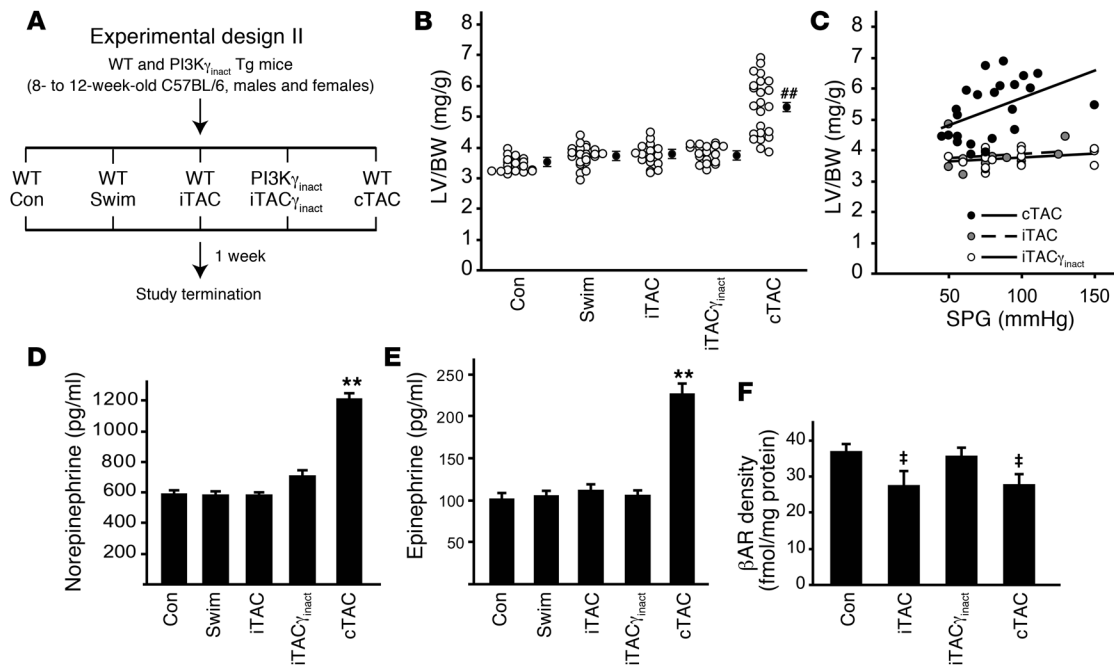 A
Experimental design II
WT and PI3Kγinact Tg mice
(8- to 12-week-old C57BL/6, males and females)
WT WT WT PI3Kγinact WT
Con Swim iTAC iTACγinact cTAC
1 week
Study termination
B
LV/BW (mg/g)
8
7
6
5
4
3
2
1
0
##
Con
Swim
iTAC
iTACγinact
cTAC
C
LV/BW (mg/g)
8
7
6
5
4
3
2
1
0
cTAC
iTAC
iTACγinact
50 100 150
SPG (mmHg)
D
Norepinephrine (pg/ml)
1200
1000
800
600
400
200
**
Con
Swim
iTAC
iTACγinact
cTAC
E
Epinephrine (pg/ml)
250
200
150
100
50
**
Con
Swim
iTAC
iTACγinact
cTAC
F
βAR density
(fmol/mg protein)
40
30
20
10
0
‡
‡
Con
iTAC
iTACγinact
cTAC